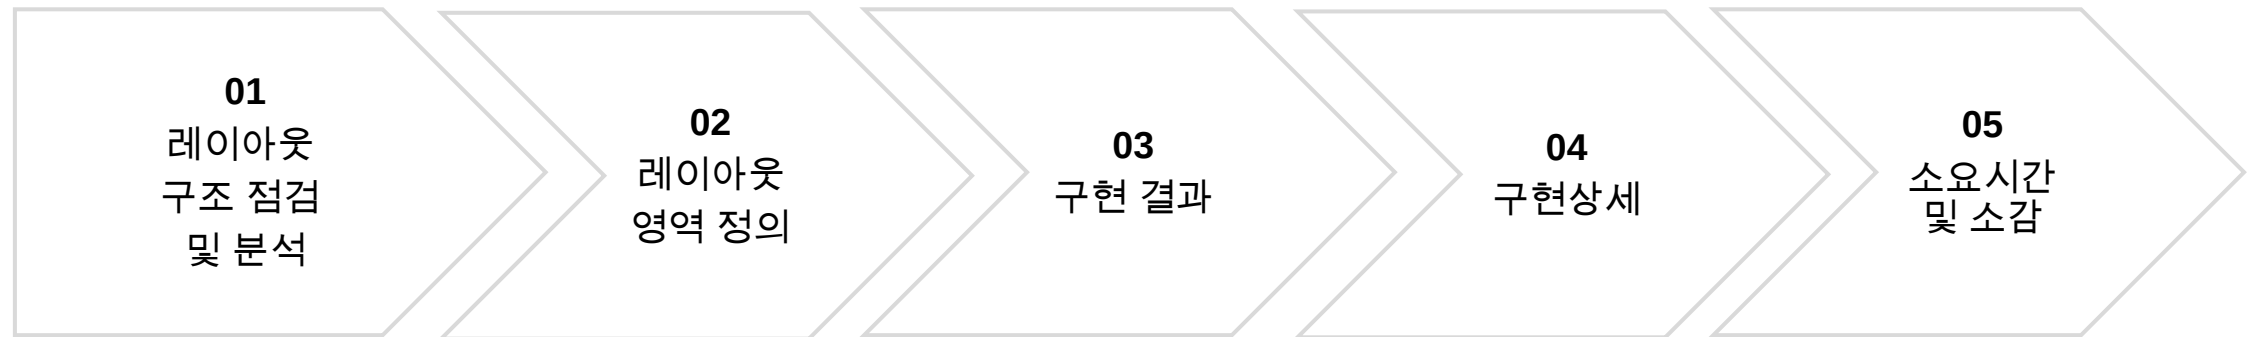 01
레이아웃
구조 점검
및 분석
02
레이아웃
영역 정의
03
구현 결과
04
구현상세
05
소요시간
및 소감